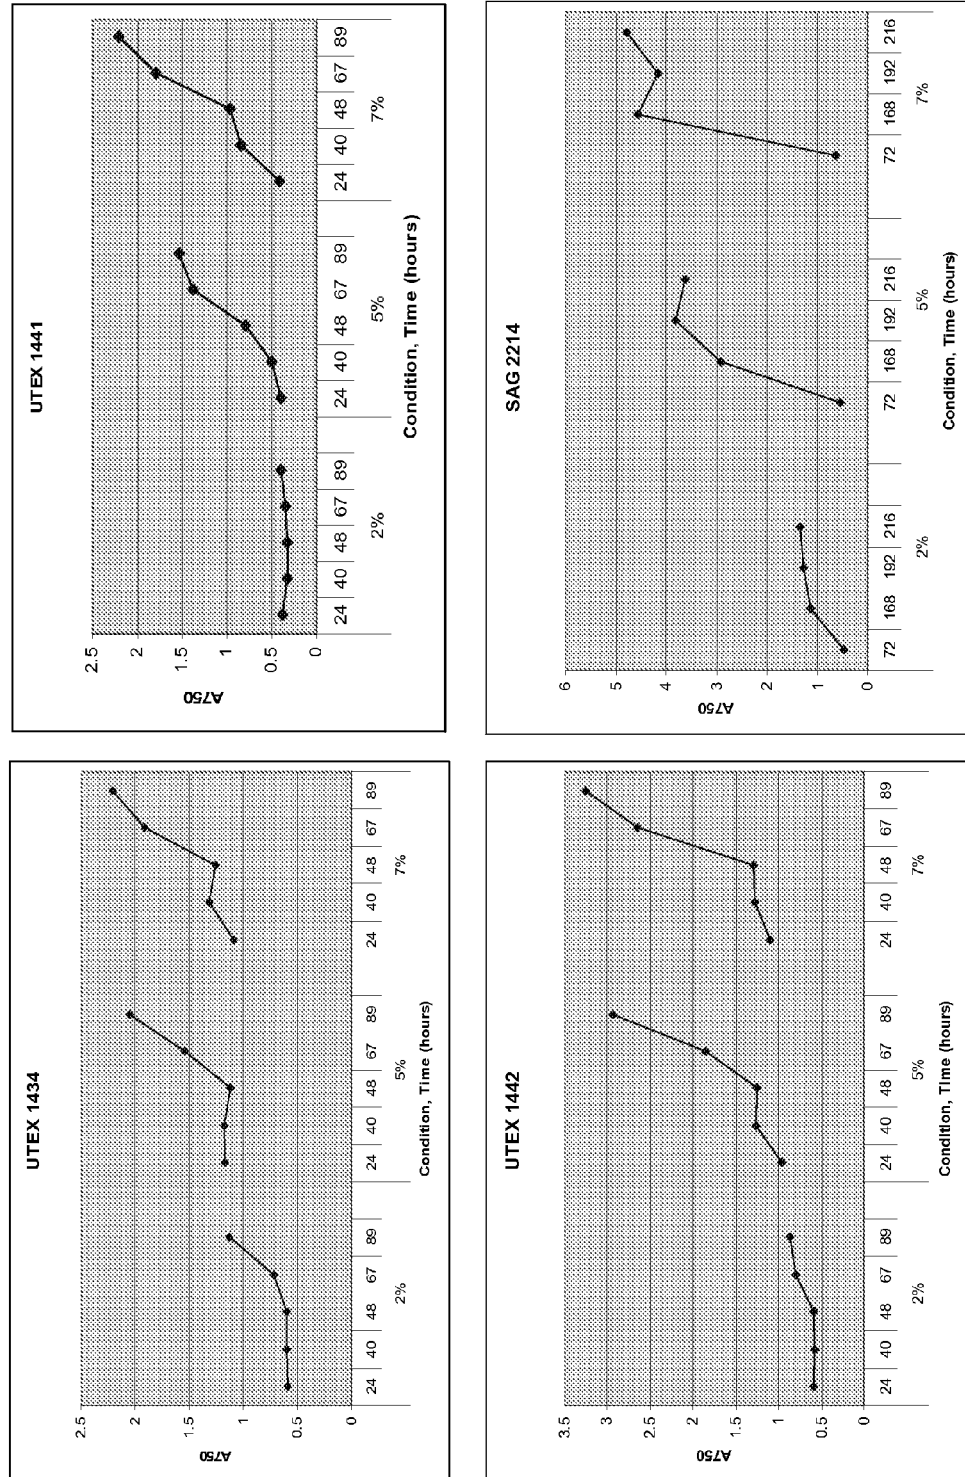 UTEX 1434
2.5
2
1.5
1
0.5
0
A750
24 40 48 67 89 24 40 48 67 89 24 40 48 67 89
2% 5% 7%
Condition, Time (hours)
UTEX 1441
2.5
2
1.5
1
0.5
0
A750
24 40 48 67 89 24 40 48 67 89 24 40 48 67 89
2% 5% 7%
Condition, Time (hours)
UTEX 1442
3.5
3
2.5
2
1.5
1
0.5
0
A750
24 40 48 67 89 24 40 48 67 89 24 40 48 67 89
2% 5% 7%
Condition, Time (hours)
SAG 2214
6
5
4
3
2
1
0
A750
72 168 192 216 72 168 192 216 72 168 192 216
2% 5% 7%
Condition, Time (hours)